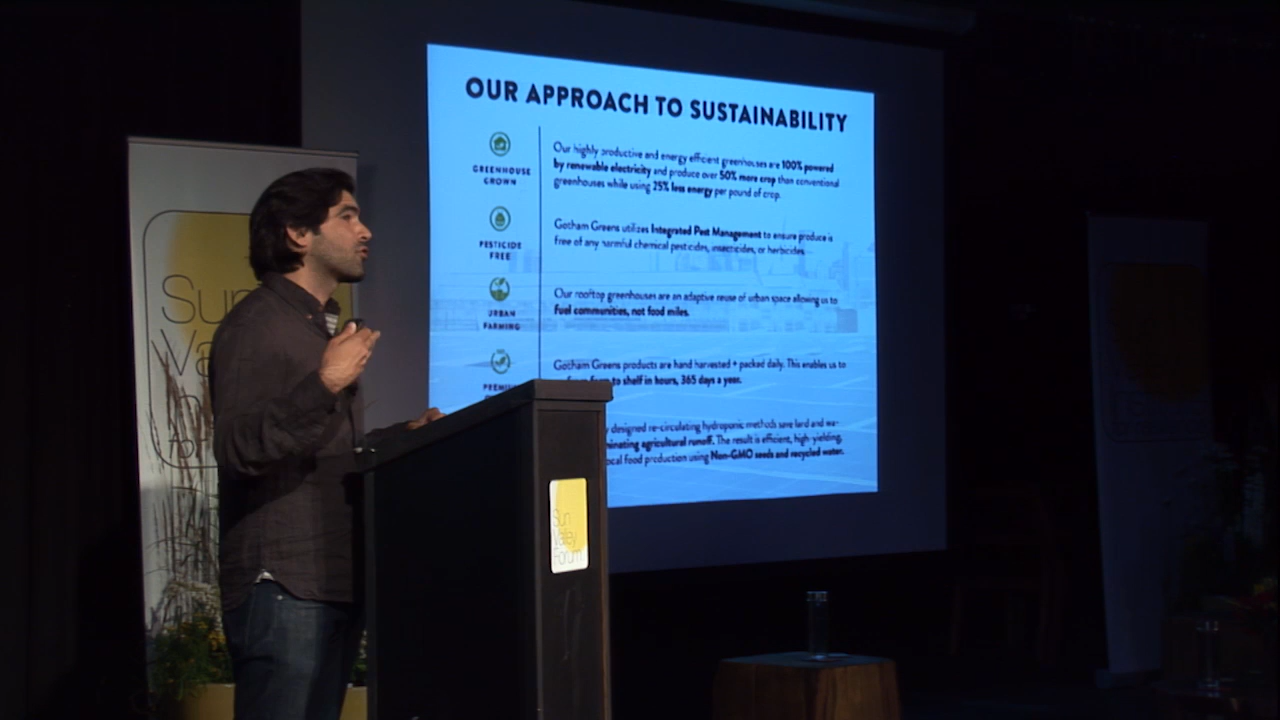 OUR APPROACH TO SUSTAINABILITY
GREENHOUSE
GROWN
Our highly productive and energy efficient greenhouses are 100% powered
by renewable electricity and produce over 50% more crop than conventional
greenhouses while using 25% less energy per pound of crop.
PESTICIDE
FREE
Gotham Greens utilizes Integrated Pest Management to ensure produce is
free of any harmful chemical pesticides, insecticides, or herbicides.
URBAN
FARMING
Our rooftop greenhouses are an adaptive reuse of urban space allowing us to
fuel communities, not food miles.
Gotham Greens products are hand harvested + packed daily. This enables us to
to shelf in hours, 365 days a year.
designed re-circulating hydroponic methods save land and wa-
agricultural runoff. The result is efficient, high-yielding,
food production using Non-GMO seeds and recycled water.
Sun
Sun
Valley
Forum